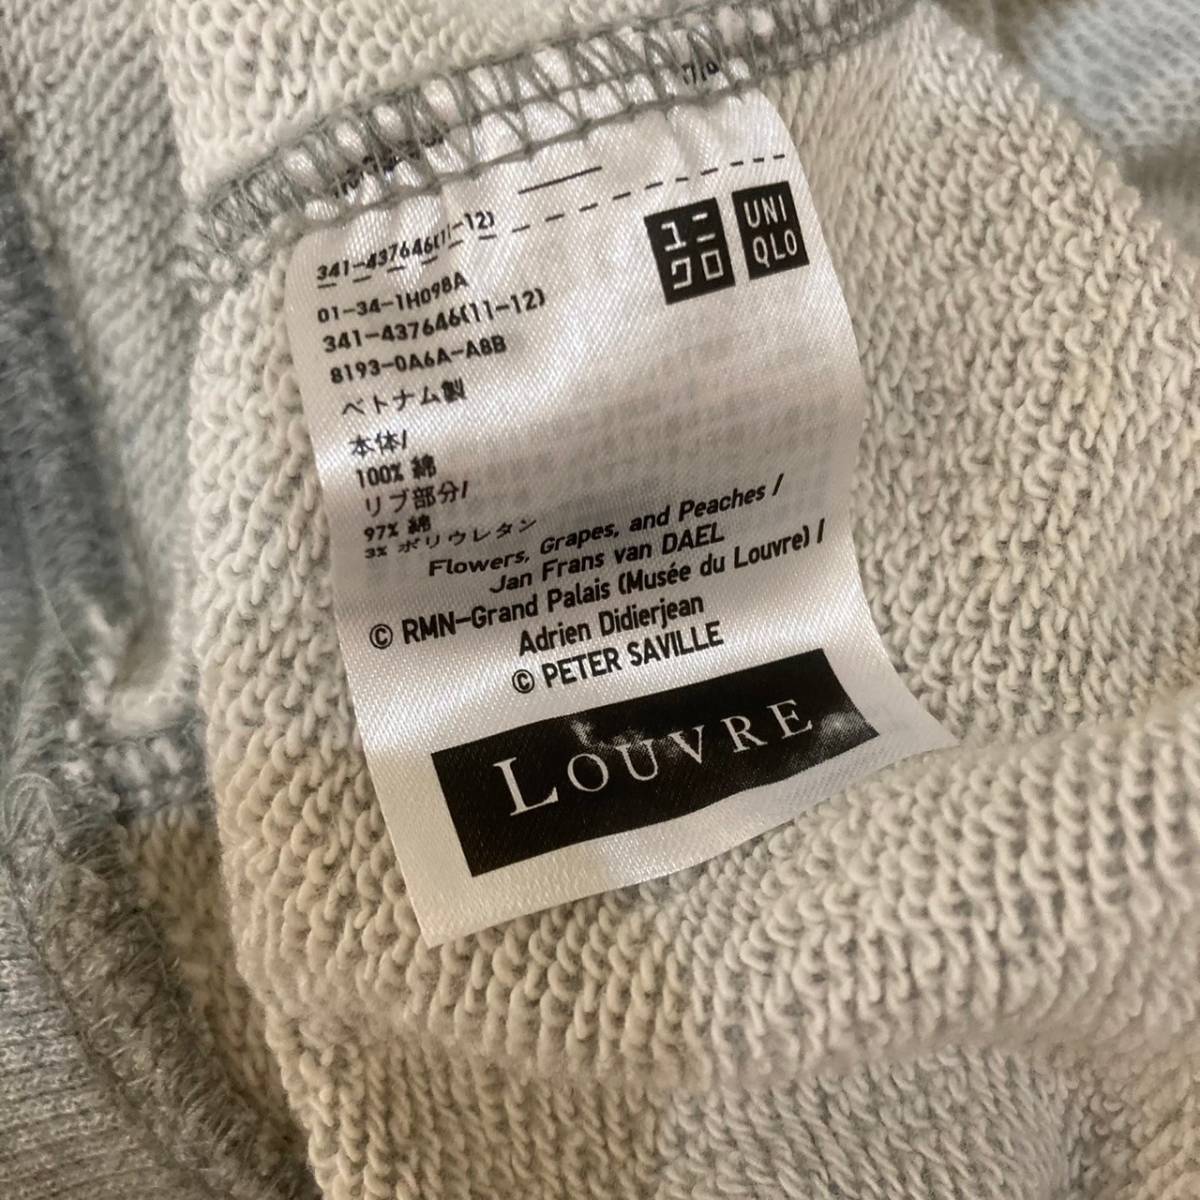 341-437646(11-12)
01-34-1H098A
341-437646(11-12)
8193-0A6A-A8B
ベトナム製
本体/
100% 綿
リブ部分/
97% 綿
3% ポリウレタン
ユニ
クロ
UNI
QLO
Flowers, Grapes, and Peaches /
Jan Frans van DAEL
© RMN-Grand Palais (Musée du Louvre) /
Adrien Didierjean
© PETER SAVILLE
LOUVRE